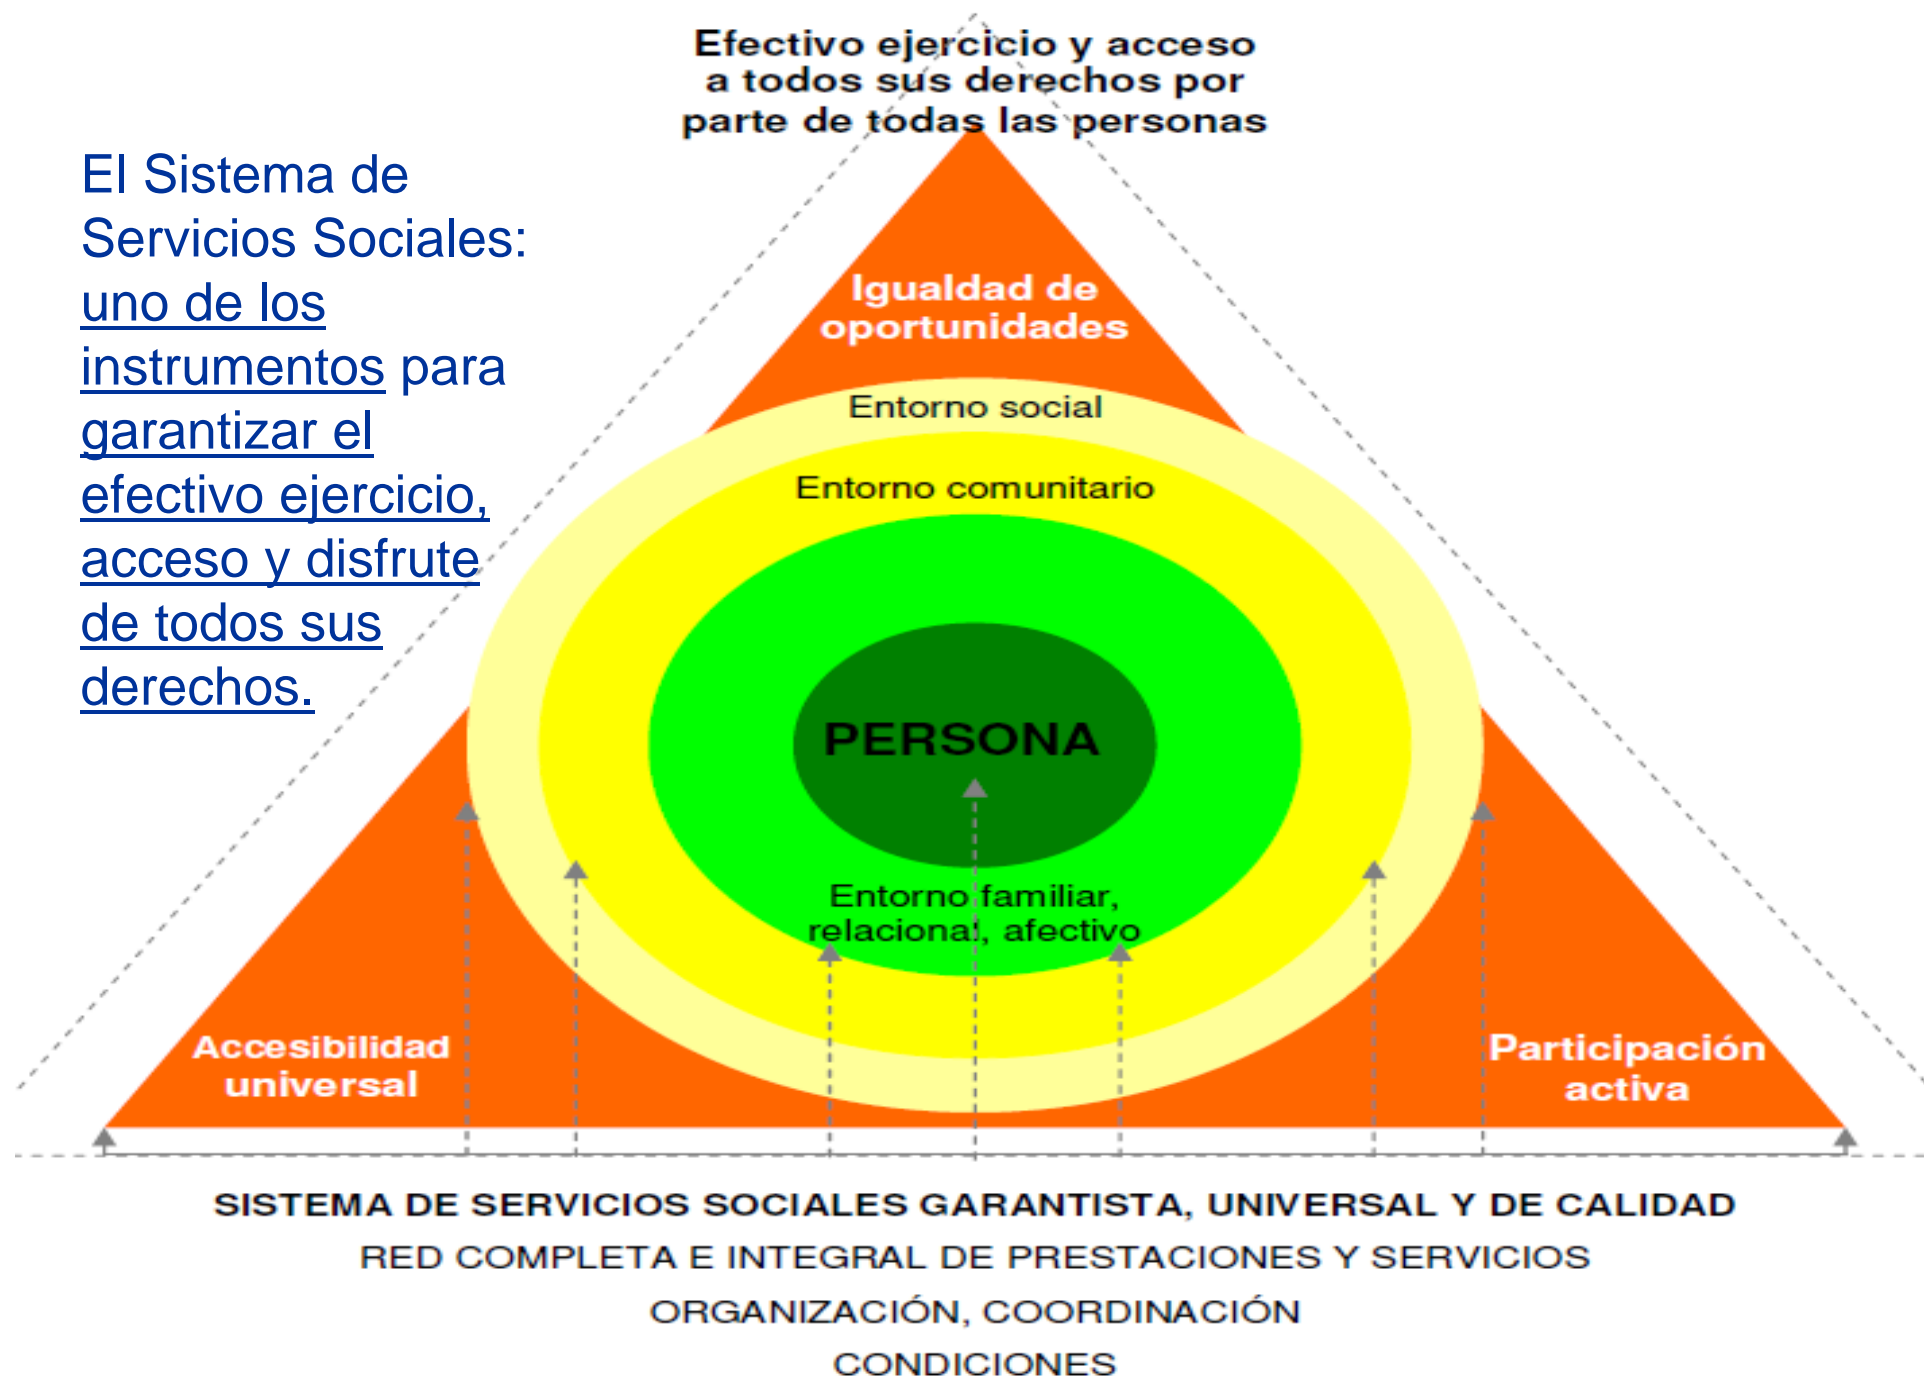 Efectivo ejercicio y acceso
a todos sus derechos por
parte de todas las personas
El Sistema de
Servicios Sociales:
uno de los
instrumentos para
garantizar el
efectivo ejercicio,
acceso y disfrute
de todos sus
derechos.
Igualdad de
oportunidades
Entorno social
Entorno comunitario
PERSONA
Entorno familiar,
relacional, afectivo
Accesibilidad
universal
Participación
activa
SISTEMA DE SERVICIOS SOCIALES GARANTISTA, UNIVERSAL Y DE CALIDAD
RED COMPLETA E INTEGRAL DE PRESTACIONES Y SERVICIOS
ORGANIZACIÓN, COORDINACIÓN
CONDICIONES